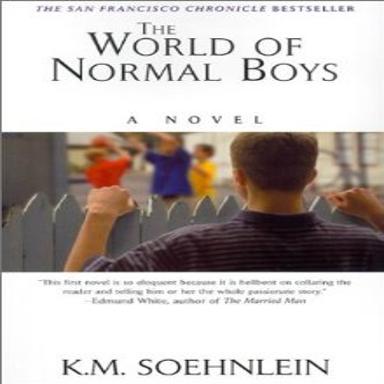 THE SAN FRANCISCO CHRONICLE BESTSELLER
THE
WORLD OF
NORMAL BOYS
A NOVEL
"This first novel is so eloquent because it is hellbent on collaring the
reader and telling him or her the whole passionate story."
—Edmund White, author of The Married Man
K.M. SOEHNLEIN